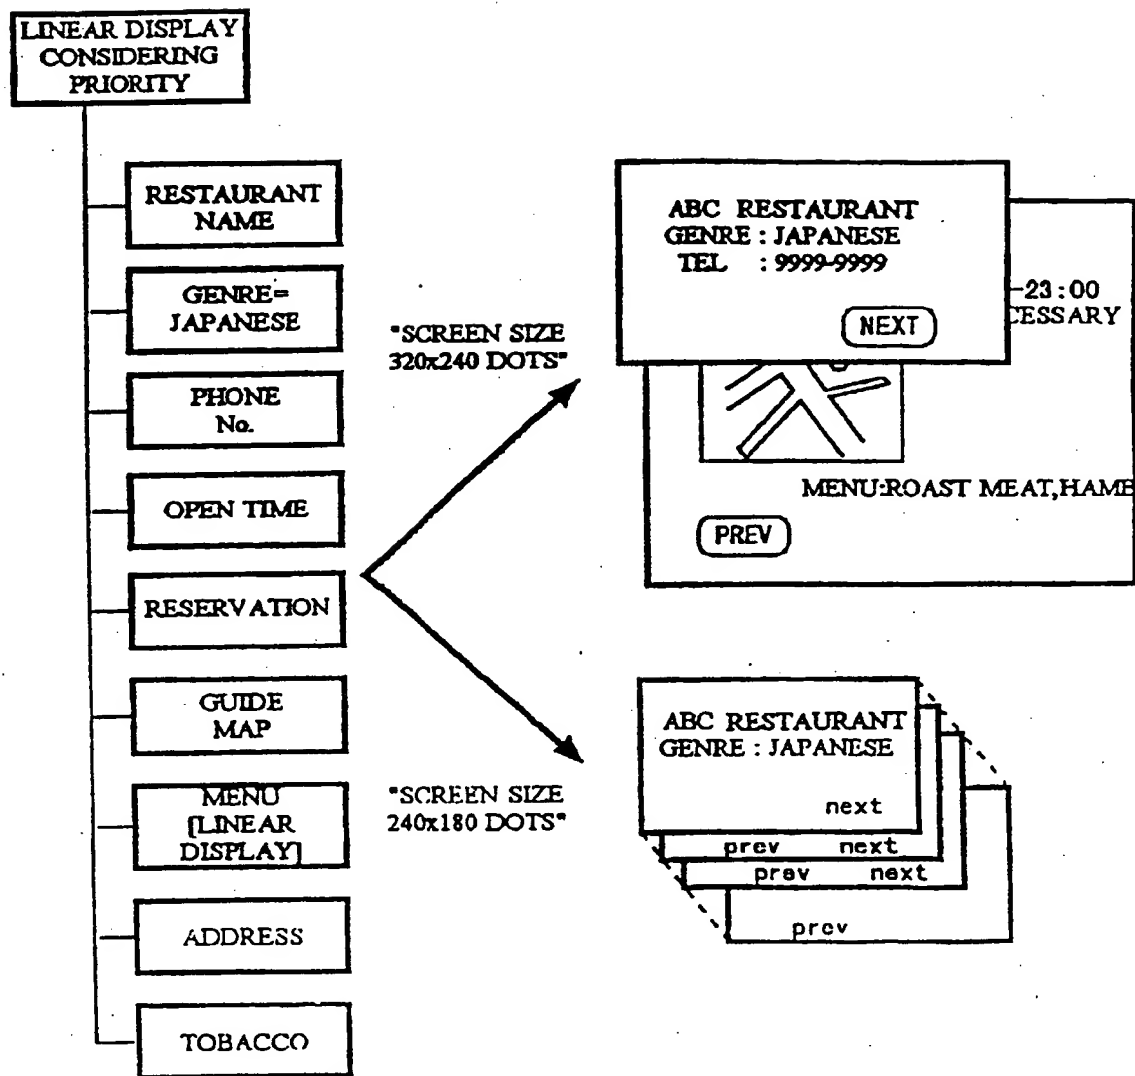 LINEAR DISPLAY
CONSIDERING
PRIORITY
RESTAURANT
NAME
GENRE=
JAPANESE
PHONE
No.
OPEN TIME
RESERVATION
GUIDE
MAP
MENU
[LINEAR
DISPLAY]
ADDRESS
TOBACCO
"SCREEN SIZE
320x240 DOTS"
"SCREEN SIZE
240x180 DOTS"
ABC RESTAURANT
GENRE : JAPANESE
TEL : 9999-9999
NEXT
-23:00
CESSARY
MENU:ROAST MEAT,HAMB
PREV
ABC RESTAURANT
GENRE : JAPANESE
next
prev next
prev next
prev